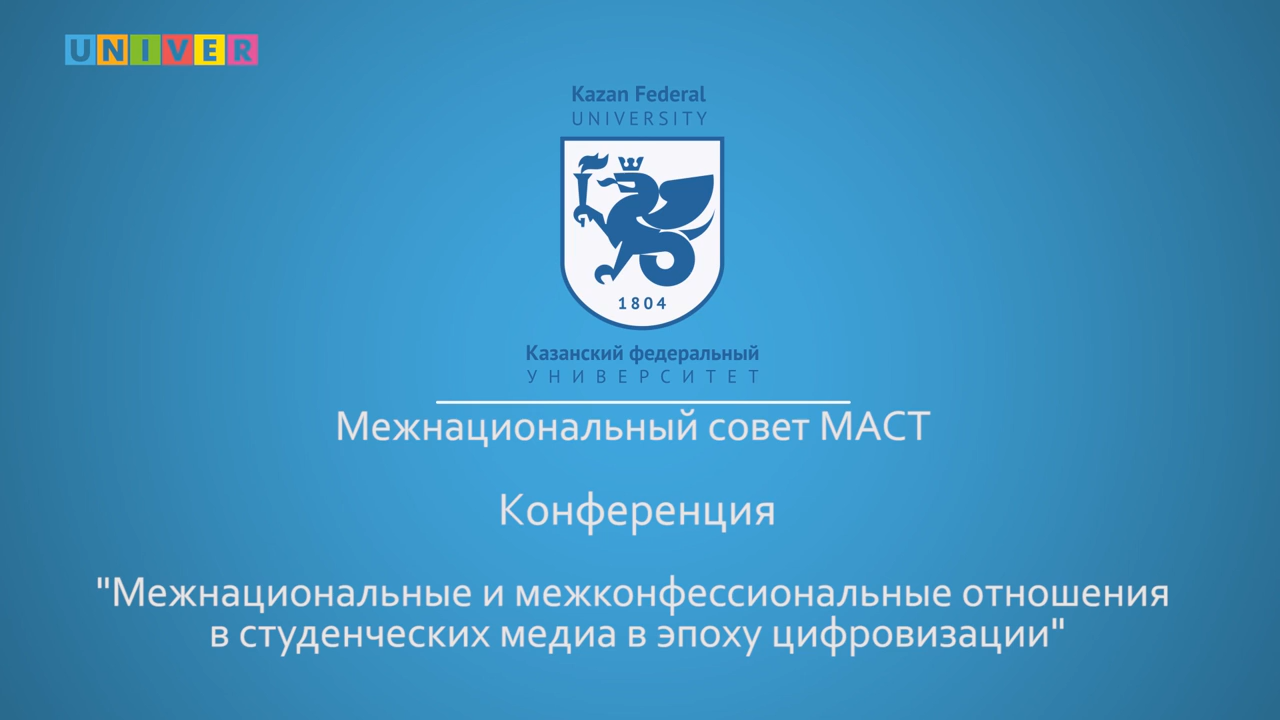 UNIVER
Kazan Federal
UNIVERSITY
1804
Казанский федеральный
УНИВЕРСИТЕТ
Межнациональный совет МАСТ
Конференция
"Межнациональные и межконфессиональные отношения
в студенческих медиа в эпоху цифровизации"